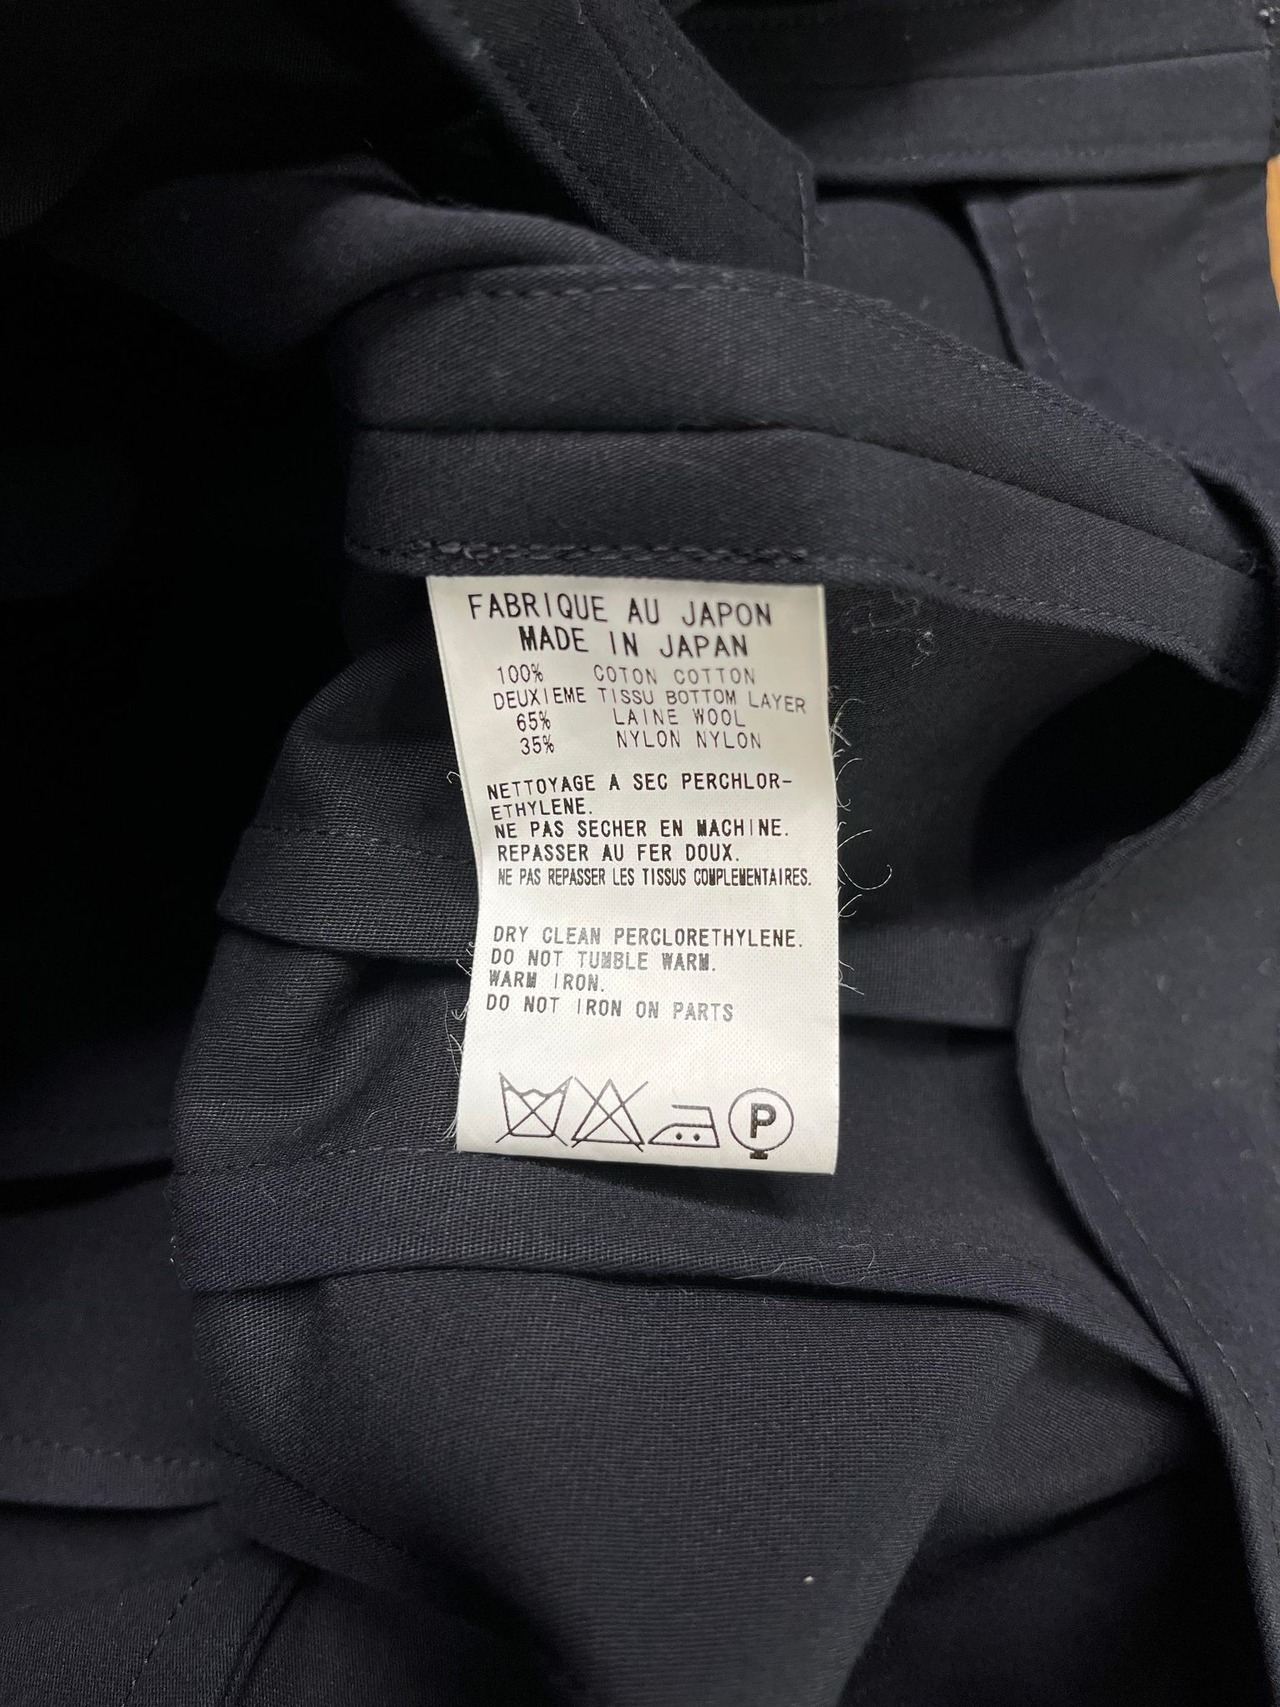 FABRIQUE AU JAPON
MADE IN JAPAN
100% COTON COTTON
DEUXIEME TISSU BOTTOM LAYER
65% LAINE WOOL
35% NYLON NYLON
NETTOYAGE A SEC PERCHLOR-
ETHYLENE.
NE PAS SECHER EN MACHINE.
REPASSER AU FER DOUX.
NE PAS REPASSER LES TISSUS COMPLEMENTAIRES.
DRY CLEAN PERCLORETHYLENE.
DO NOT TUMBLE WARM.
WARM IRON.
DO NOT IRON ON PARTS
P